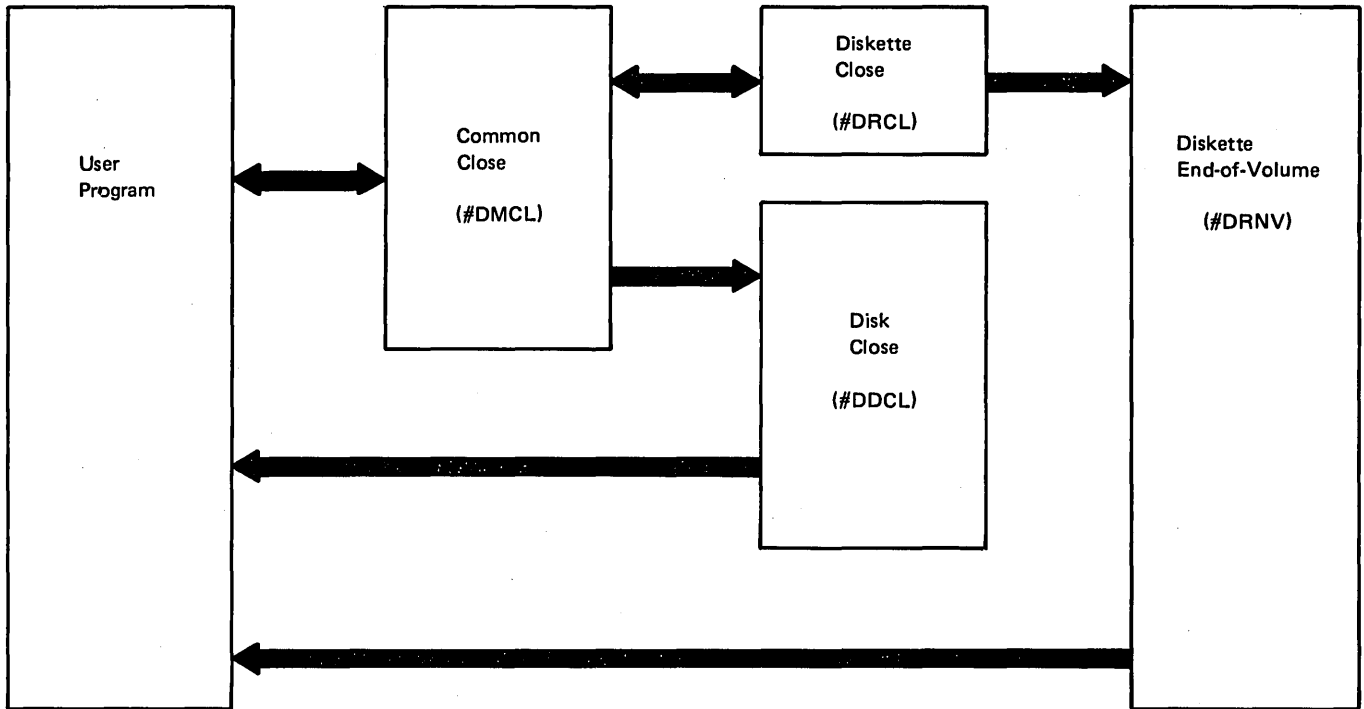 User
Program
Common
Close
(#DMCL)
Diskette
Close
(#DRCL)
Disk
Close
(#DDCL)
Diskette
End-of-Volume
(#DRNV)